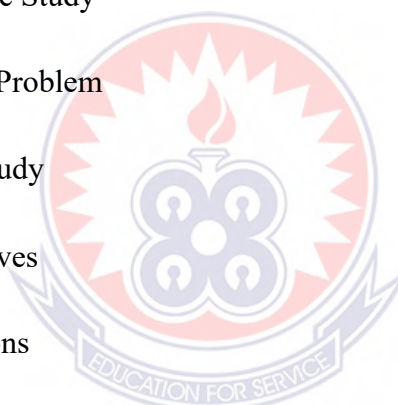 e Study
Problem
udy
ves
ns
EDUCATION FOR SERVICE